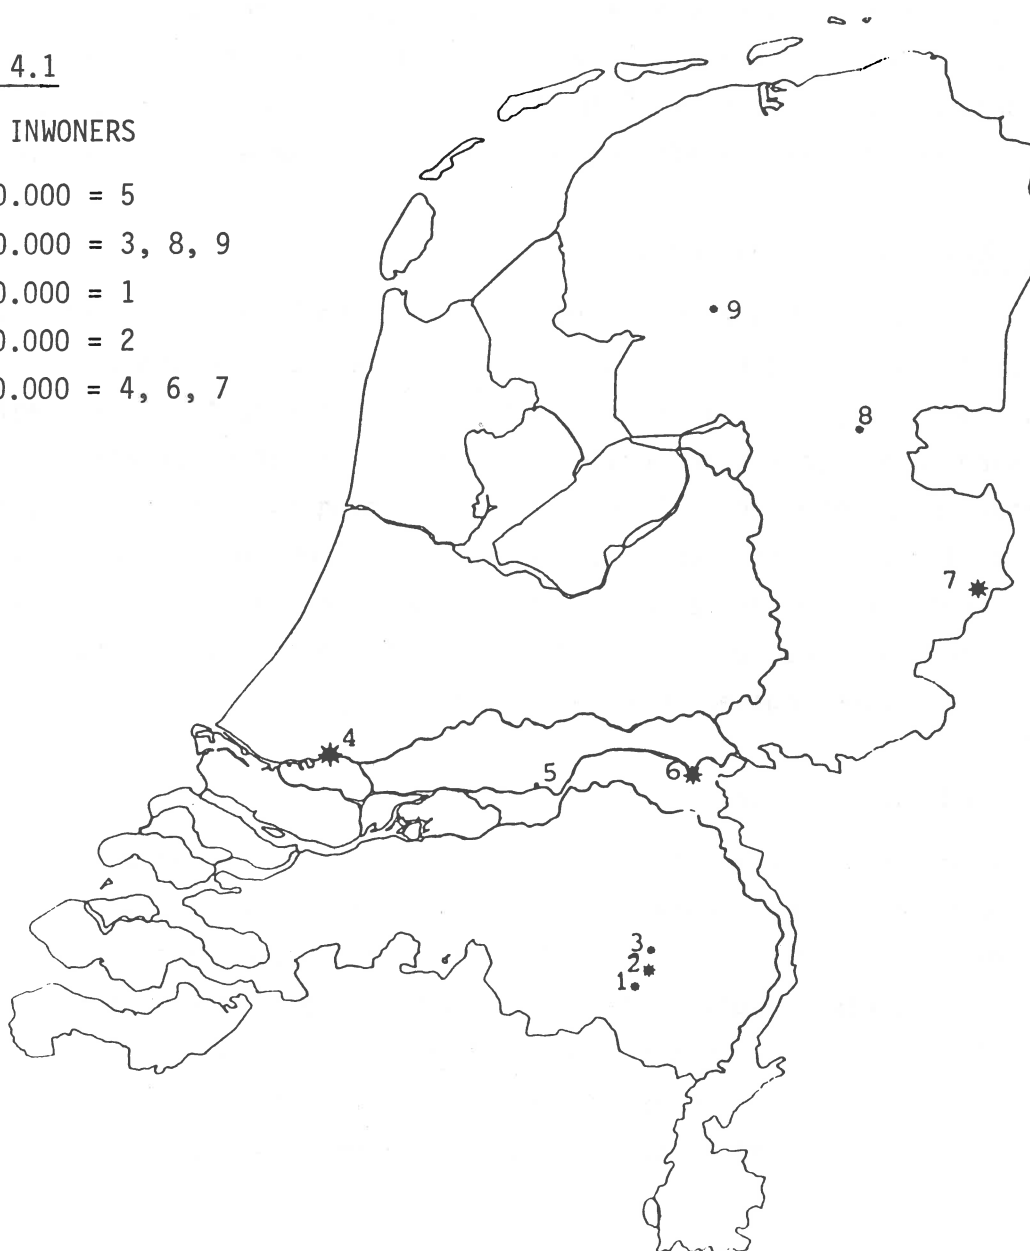 4.1
INWONERS
0.000 = 5
0.000 = 3, 8, 9
0.000 = 1
0.000 = 2
0.000 = 4, 6, 7
9
8
7
4
5
6
3
2
1